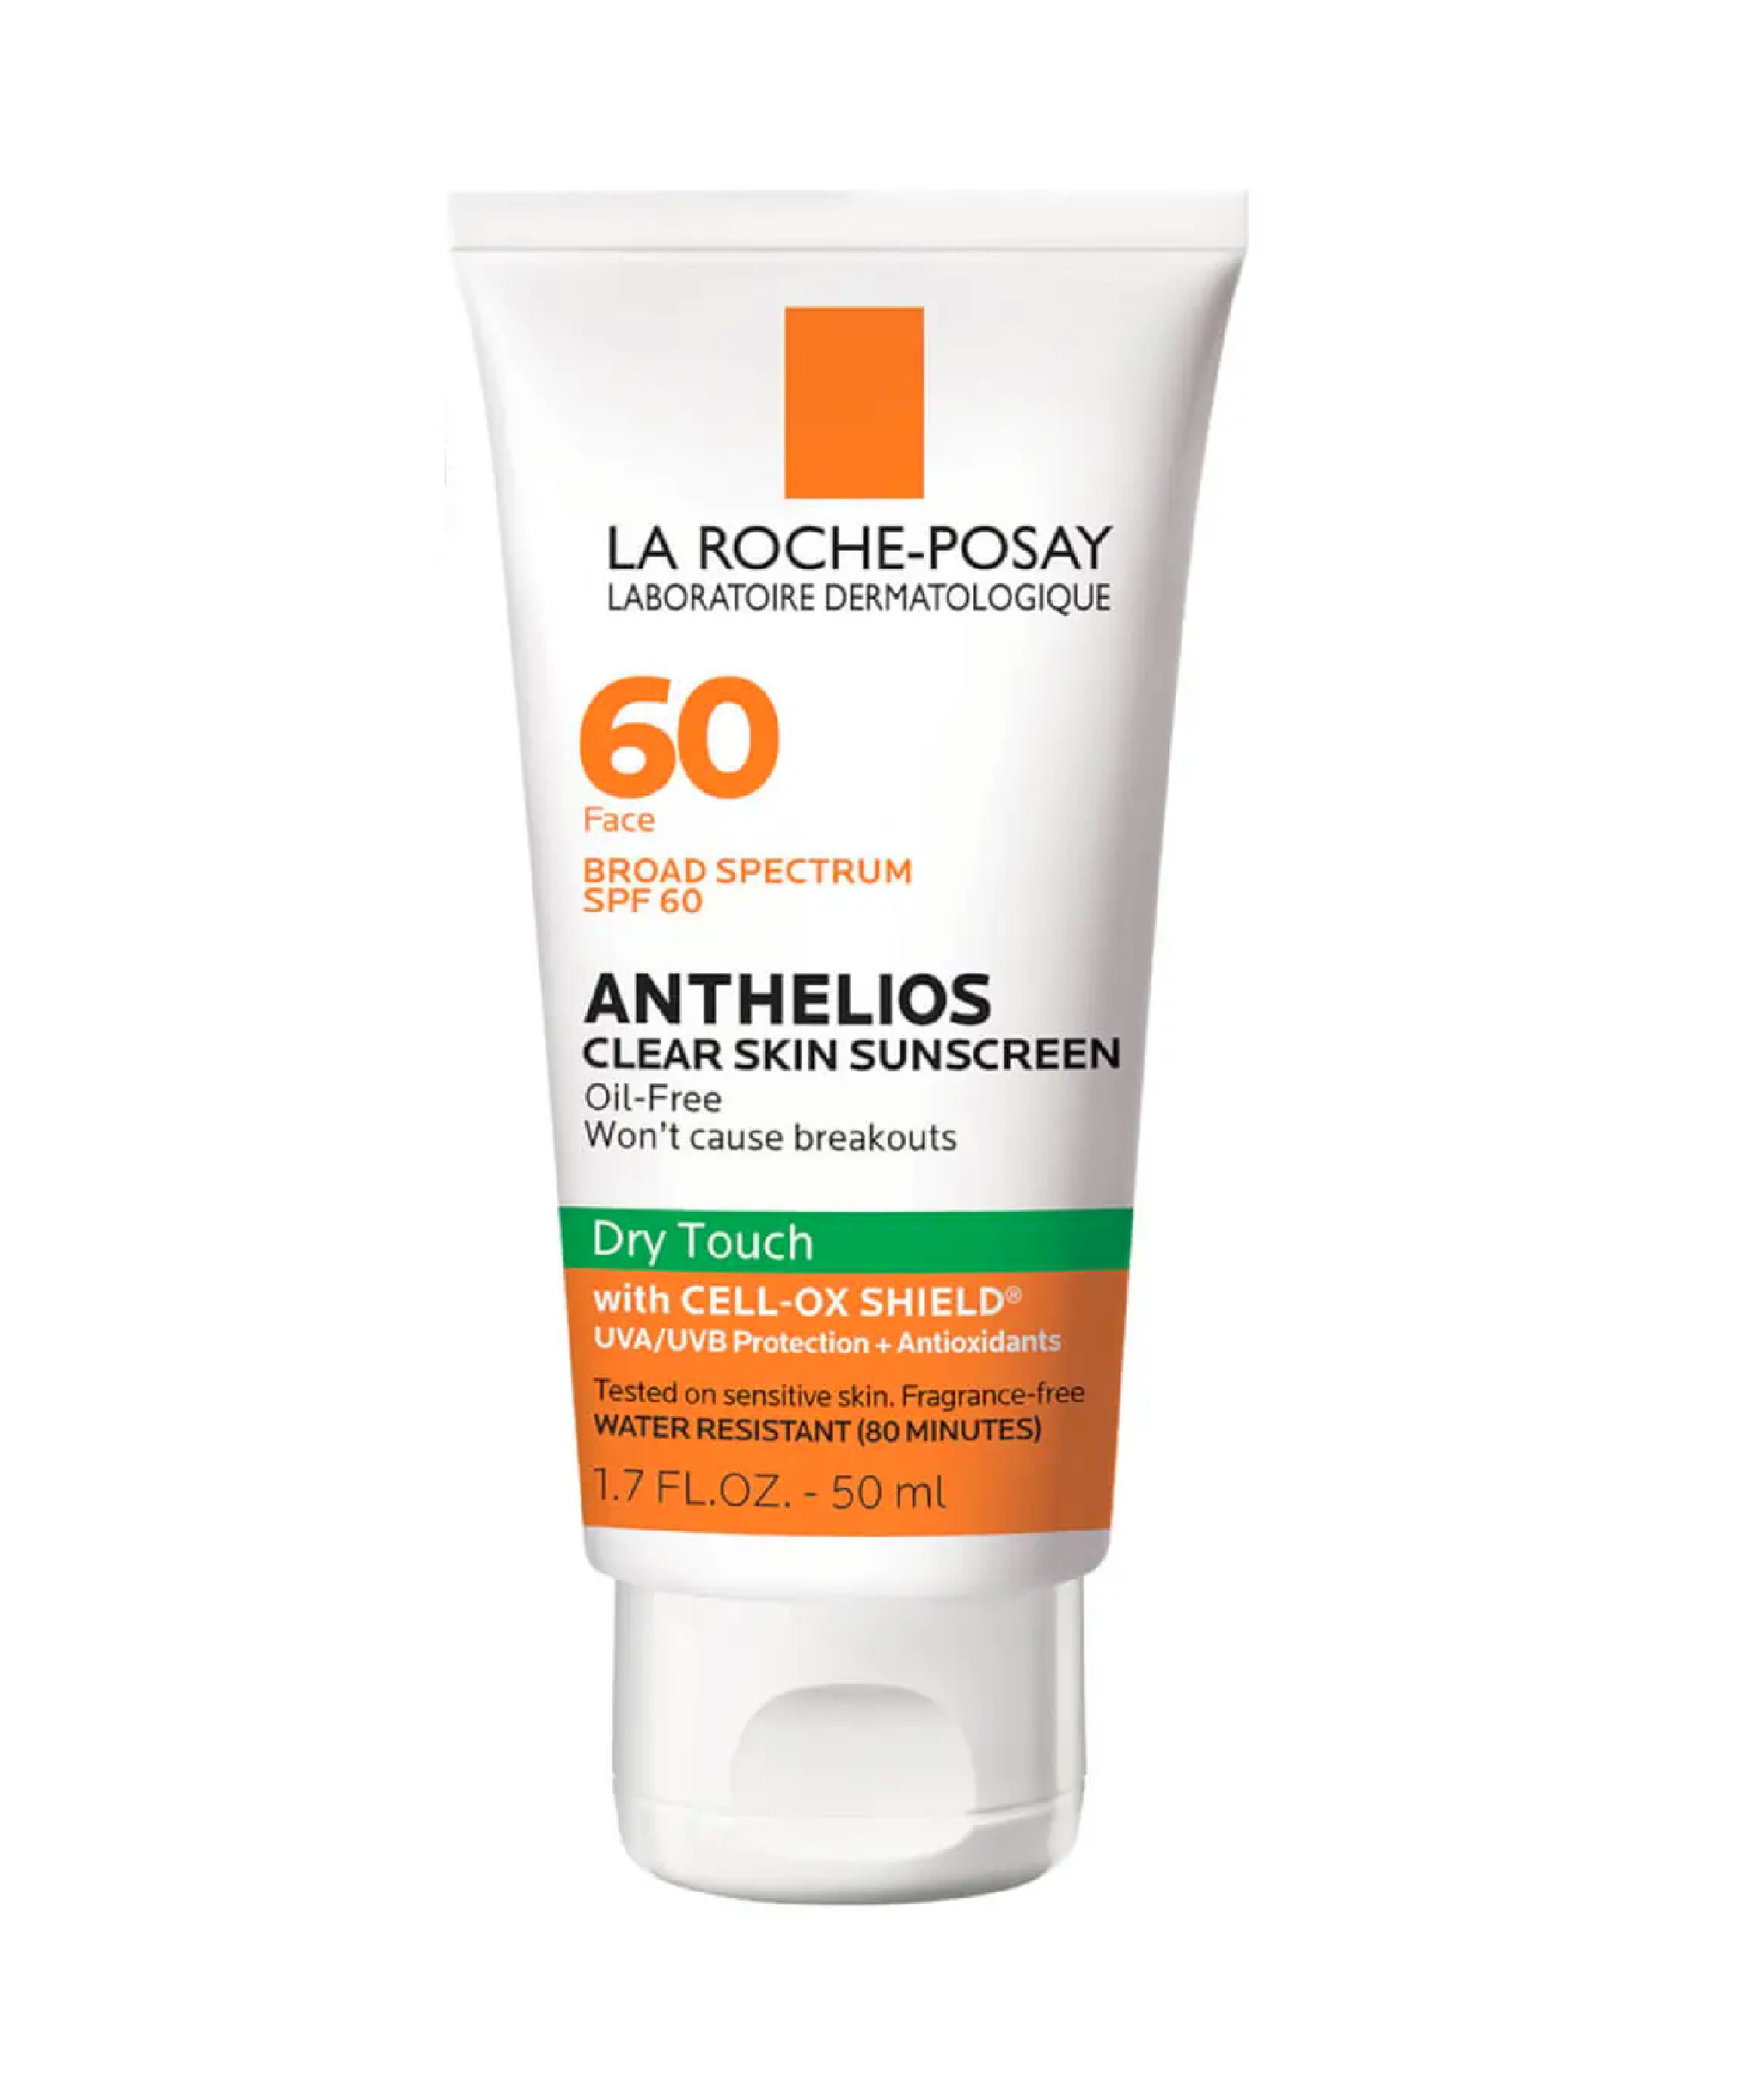 LA ROCHE-POSAY
LABORATOIRE DERMATOLOGIQUE
60
Face
BROAD SPECTRUM
SPF 60
ANTHELIOS
CLEAR SKIN SUNSCREEN
Oil-Free
Won't cause breakouts
Dry Touch
with CELL-OX SHIELD®
UVA/UVB Protection + Antioxidants
Tested on sensitive skin. Fragrance-free
WATER RESISTANT (80 MINUTES)
1.7 FL.OZ. - 50 ml